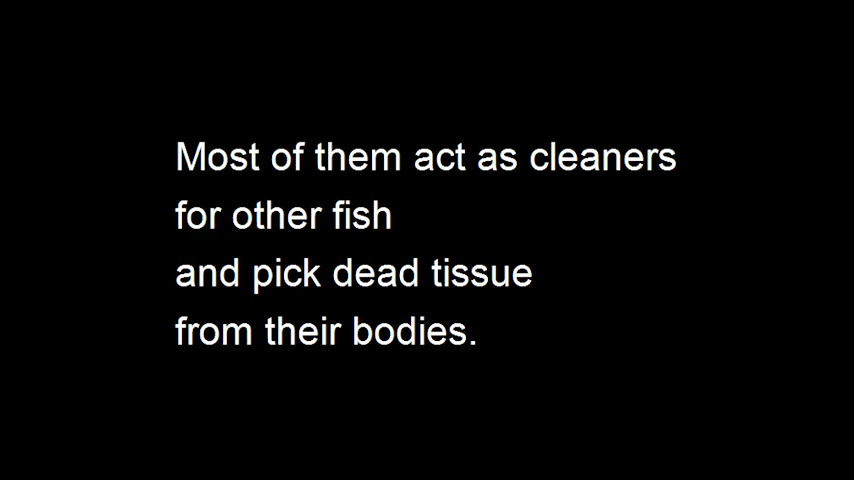 Most of them act as cleaners
for other fish
and pick dead tissue
from their bodies.